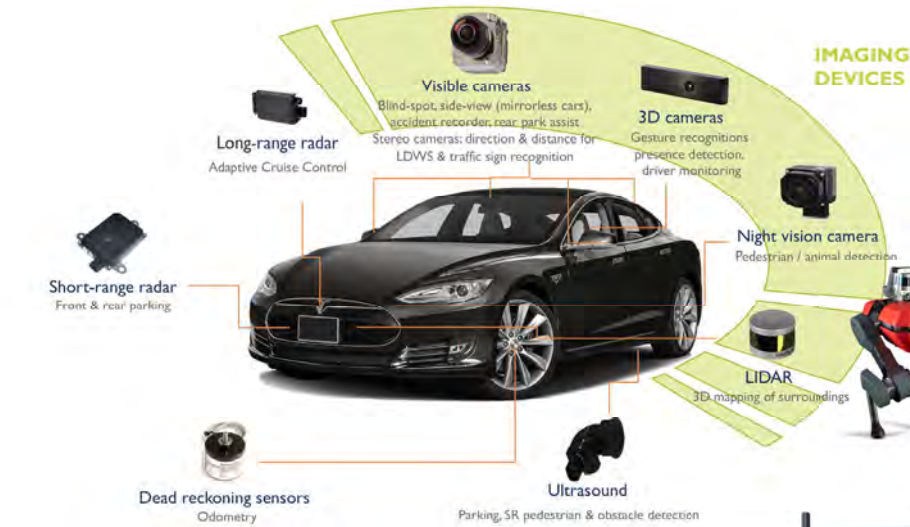 IMAGING
DEVICES
Visible cameras
Blind-spot, side-view (mirrorless cars),
accident recorder, rear park assist
Stereo cameras: direction & distance for
LDWS & traffic sign recognition
3D cameras
Gesture recognitions
presence detection,
driver monitoring
Long-range radar
Adaptive Cruise Control
Night vision camera
Pedestrian / animal detection
Short-range radar
Front & rear parking
LIDAR
3D mapping of surroundings
Dead reckoning sensors
Odometry
Ultrasound
Parking, SR pedestrian & obstacle detection